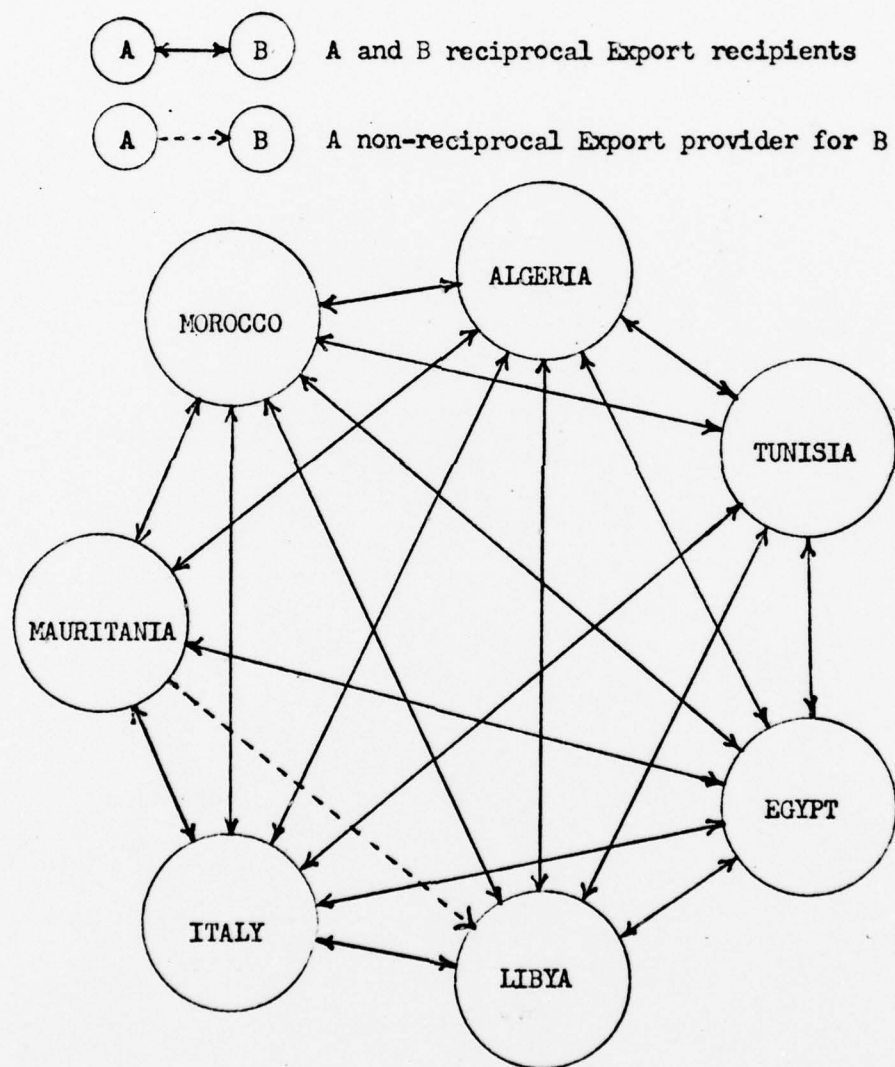 A B A and B reciprocal Export recipients
A B A non-reciprocal Export provider for B
ALGERIA
MOROCCO
TUNISIA
MAURITANIA
EGYPT
ITALY
LIBYA